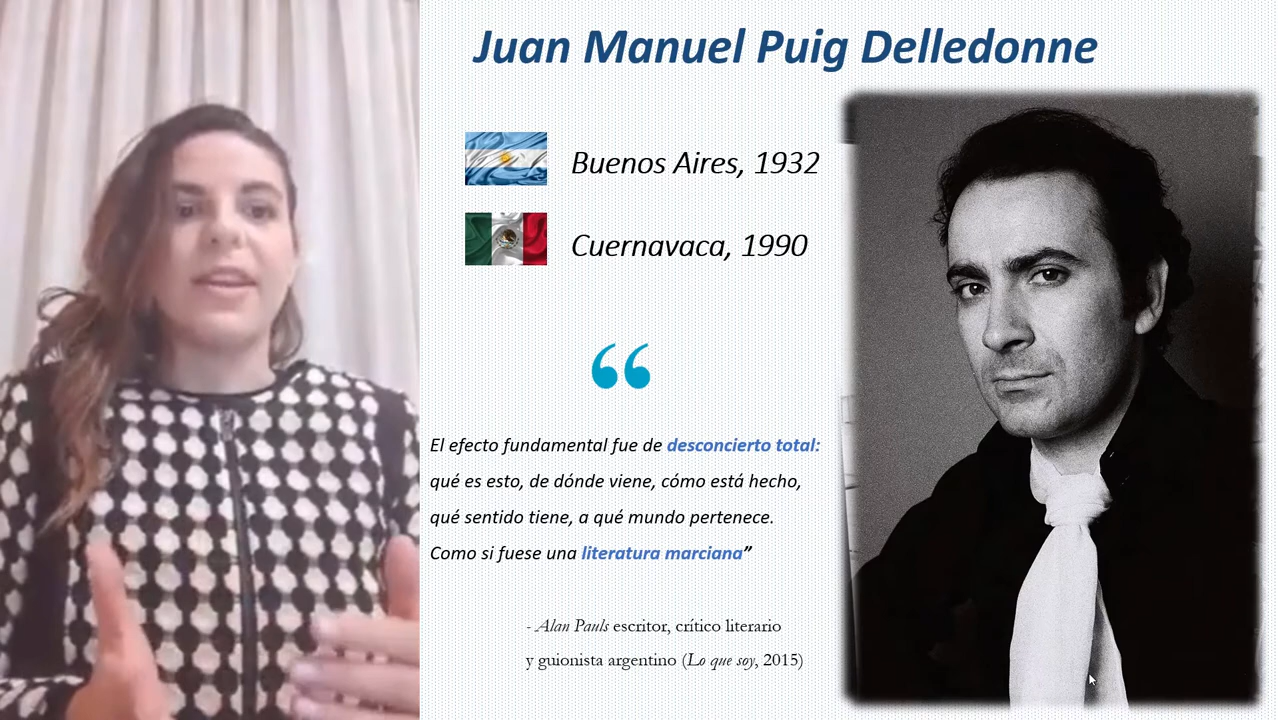 Juan Manuel Puig Delledonne
Buenos Aires, 1932
Cuernavaca, 1990
“
El efecto fundamental fue de desconcierto total:
qué es esto, de dónde viene, cómo está hecho,
qué sentido tiene, a qué mundo pertenece.
Como si fuese una literatura marciana”
- Alan Pauls escritor, crítico literario
y guionista argentino (Lo que soy, 2015)